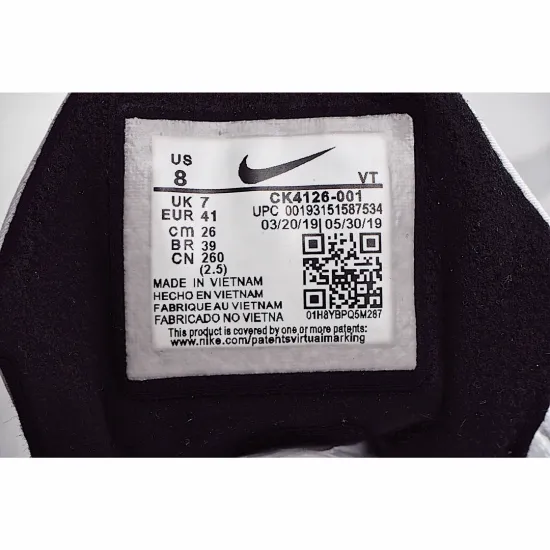 US
8
VT
UK 7
EUR 41
cm 26
BR 39
CN 260
(2.5)
CK4126-001
UPC 00193151587534
03/20/19 05/30/19
01H8YBPQ5M267
MADE IN VIETNAM
HECHO EN VIETNAM
FABRIQUE AU VIETNAM
FABRICADO NO VIETNA
This product is covered by one or more patents:
www.nike.com/patentsvirtualmarking